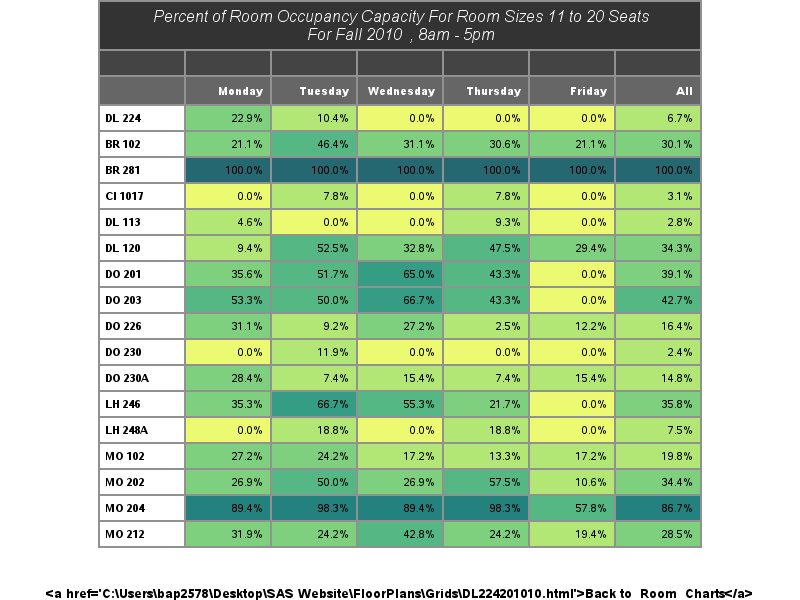 Percent of Room Occupancy Capacity For Room Sizes 11 to 20 Seats
For Fall 2010 , 8am - 5pm
Monday Tuesday Wednesday Thursday Friday All
DL 224 22.9% 10.4% 0.0% 0.0% 0.0% 6.7%
BR 102 21.1% 46.4% 31.1% 30.6% 21.1% 30.1%
BR 281 100.0% 100.0% 100.0% 100.0% 100.0% 100.0%
CI 1017 0.0% 7.8% 0.0% 7.8% 0.0% 3.1%
DL 113 4.6% 0.0% 0.0% 9.3% 0.0% 2.8%
DL 120 9.4% 52.5% 32.8% 47.5% 29.4% 34.3%
DO 201 35.6% 51.7% 65.0% 43.3% 0.0% 39.1%
DO 203 53.3% 50.0% 66.7% 43.3% 0.0% 42.7%
DO 226 31.1% 9.2% 27.2% 2.5% 12.2% 16.4%
DO 230 0.0% 11.9% 0.0% 0.0% 0.0% 2.4%
DO 230A 28.4% 7.4% 15.4% 7.4% 15.4% 14.8%
LH 246 35.3% 66.7% 55.3% 21.7% 0.0% 35.8%
LH 248A 0.0% 18.8% 0.0% 18.8% 0.0% 7.5%
MO 102 27.2% 24.2% 17.2% 13.3% 17.2% 19.8%
MO 202 26.9% 50.0% 26.9% 57.5% 10.6% 34.4%
MO 204 89.4% 98.3% 89.4% 98.3% 57.8% 86.7%
MO 212 31.9% 24.2% 42.8% 24.2% 19.4% 28.5%
<a href='C:\Users\bap2578\Desktop\SAS Website\FloorPlans\Grids\DL224201010.html'>Back to Room Charts</a>